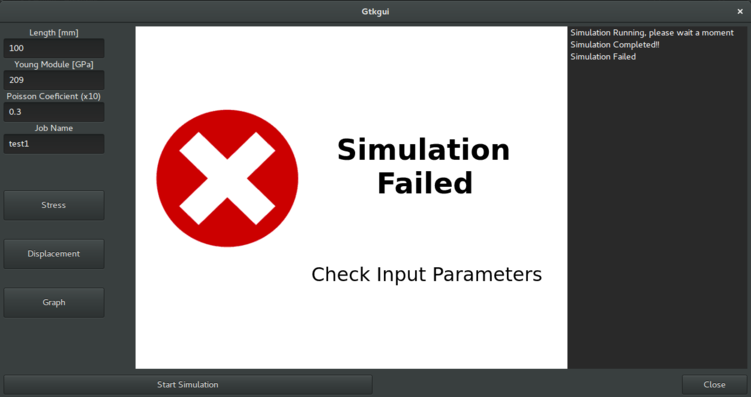 Gtkgui
Length [mm]
100
Young Module [GPa]
209
Poisson Coeficient (x10)
0.3
Job Name
test1
Stress
Displacement
Graph
Simulation
Failed
Check Input Parameters
Simulation Running, please wait a moment
Simulation Completed!!
Simulation Failed
Start Simulation
Close